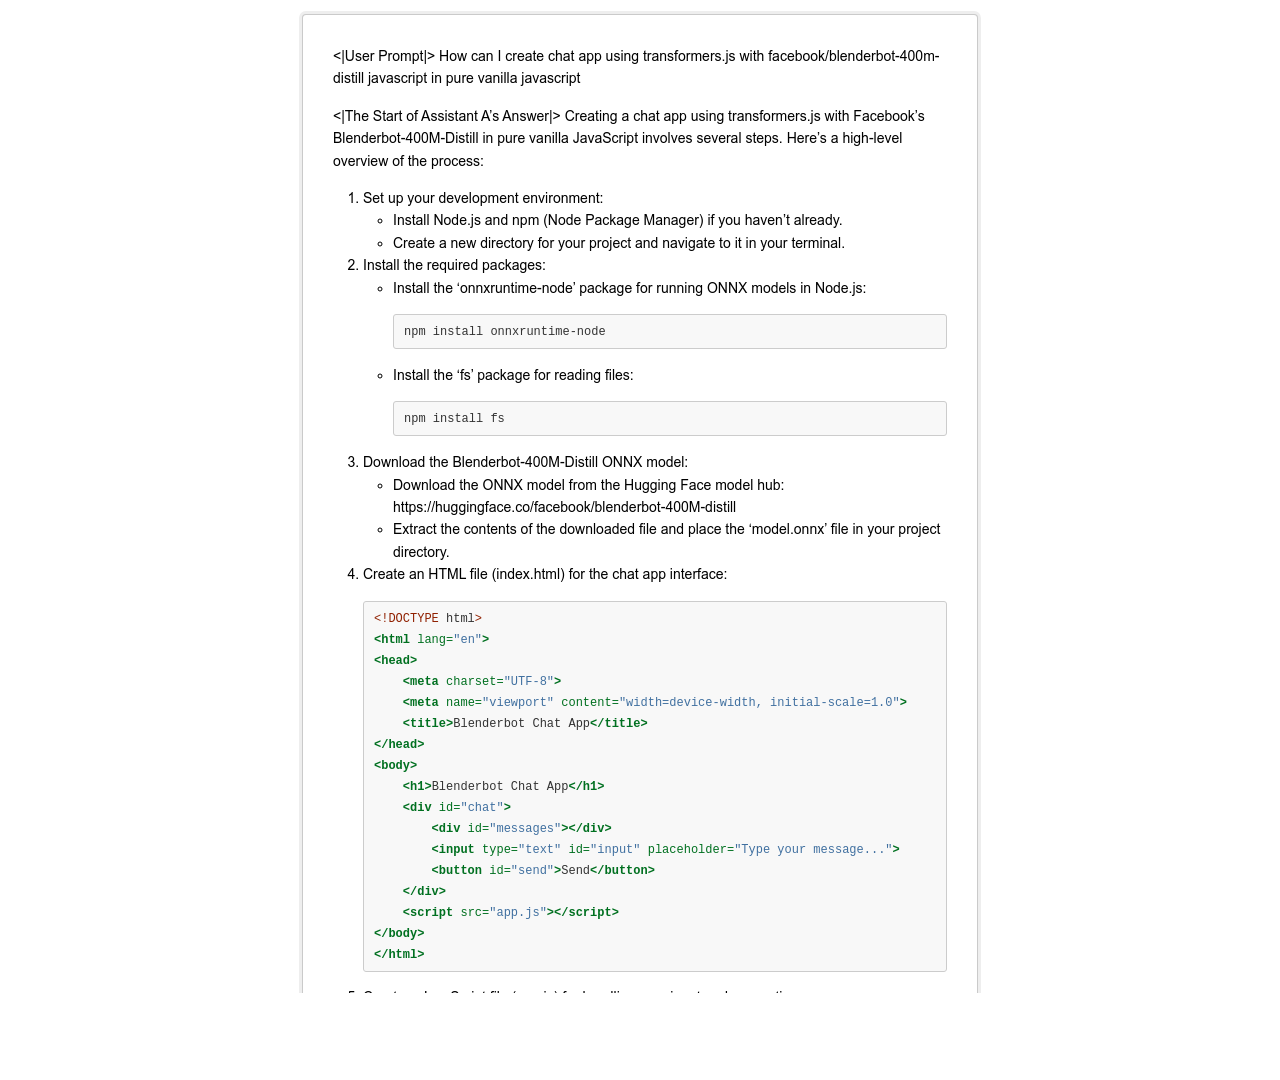 <|User Prompt|> How can I create chat app using transformers.js with facebook/blenderbot-400m-
distill javascript in pure vanilla javascript
<|The Start of Assistant A’s Answer|> Creating a chat app using transformers.js with Facebook’s
Blenderbot-400M-Distill in pure vanilla JavaScript involves several steps. Here’s a high-level
overview of the process:
1. Set up your development environment:
◦ Install Node.js and npm (Node Package Manager) if you haven’t already.
◦ Create a new directory for your project and navigate to it in your terminal.
2. Install the required packages:
◦ Install the ‘onnxruntime-node’ package for running ONNX models in Node.js:
npm install onnxruntime-node
◦ Install the ‘fs’ package for reading files:
npm install fs
3. Download the Blenderbot-400M-Distill ONNX model:
◦ Download the ONNX model from the Hugging Face model hub:
https://huggingface.co/facebook/blenderbot-400M-distill
◦ Extract the contents of the downloaded file and place the ‘model.onnx’ file in your project
directory.
4. Create an HTML file (index.html) for the chat app interface:
<!DOCTYPE html>
<html lang="en">
<head>
    <meta charset="UTF-8">
    <meta name="viewport" content="width=device-width, initial-scale=1.0">
    <title>Blenderbot Chat App</title>
</head>
<body>
    <h1>Blenderbot Chat App</h1>
    <div id="chat">
        <div id="messages"></div>
        <input type="text" id="input" placeholder="Type your message...">
        <button id="send">Send</button>
    </div>
    <script src="app.js"></script>
</body>
</html>